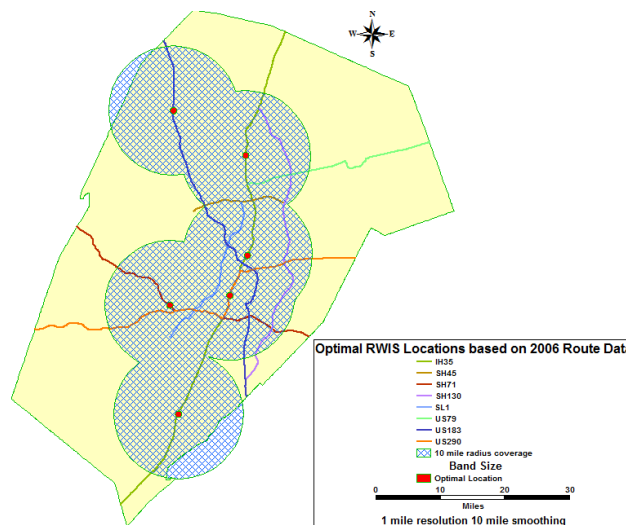 N
W E
S
Optimal RWIS Locations based on 2006 Route Data
IH35
SH45
SH71
SH130
SL1
US79
US183
US290
10 mile radius coverage
Band Size
Optimal Location
0 10 20 30
Miles
1 mile resolution 10 mile smoothing